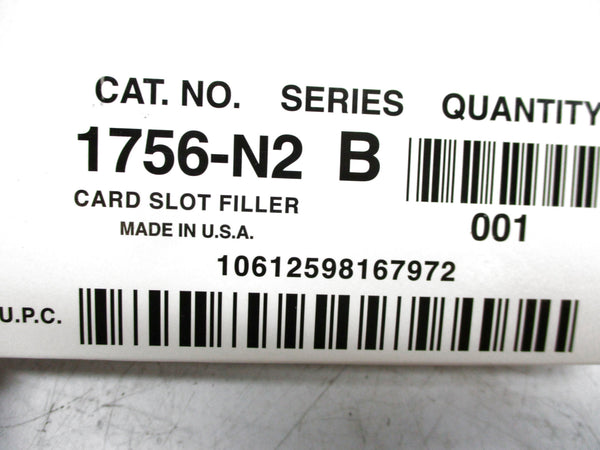 CAT. NO. SERIES QUANTITY
1756-N2 B
CARD SLOT FILLER
001
MADE IN U.S.A.
10612598167972
U.P.C.